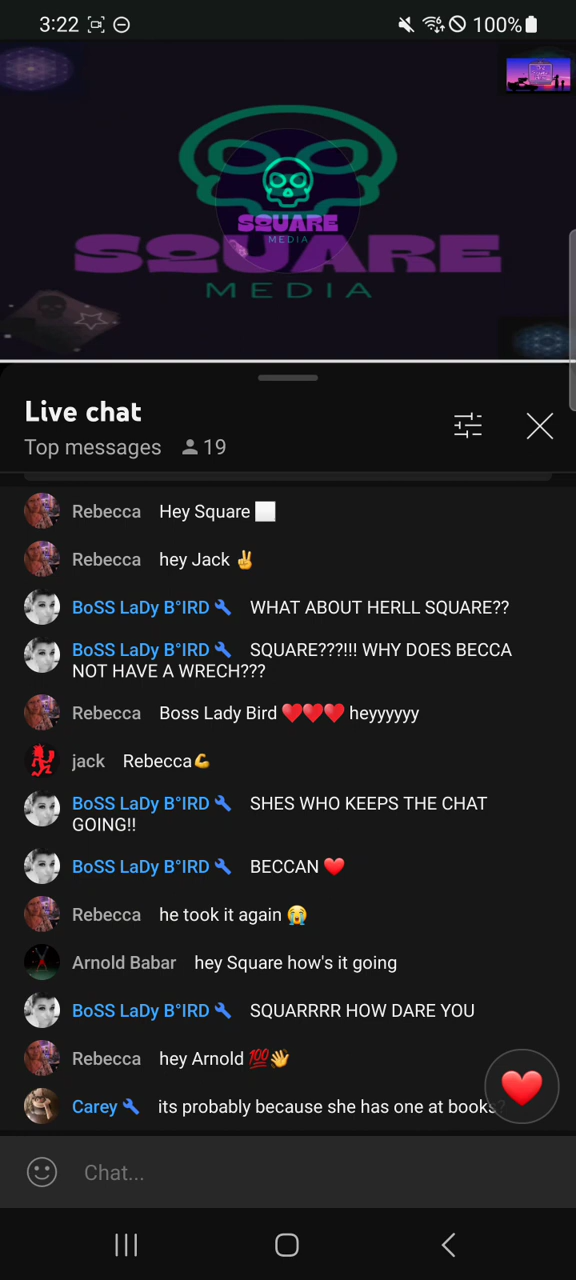 3:22 100%
SQUARE
MEDIA
SQUARE
MEDIA
Live chat
Top messages 19
Rebecca Hey Square ⬜
Rebecca hey Jack ✌️
BoSS LaDy B°IRD WHAT ABOUT HERLL SQUARE??
BoSS LaDy B°IRD SQUARE???!!! WHY DOES BECCA
NOT HAVE A WRECH???
Rebecca Boss Lady Bird ❤️❤️❤️ heyyyyyy
jack Rebecca💪
BoSS LaDy B°IRD SHES WHO KEEPS THE CHAT
GOING!!
BoSS LaDy B°IRD BECCAN ❤️
Rebecca he took it again 😭
Arnold Babar hey Square how's it going
BoSS LaDy B°IRD SQUARRRR HOW DARE YOU
Rebecca hey Arnold 💯👋
Carey its probably because she has one at books?
Chat...